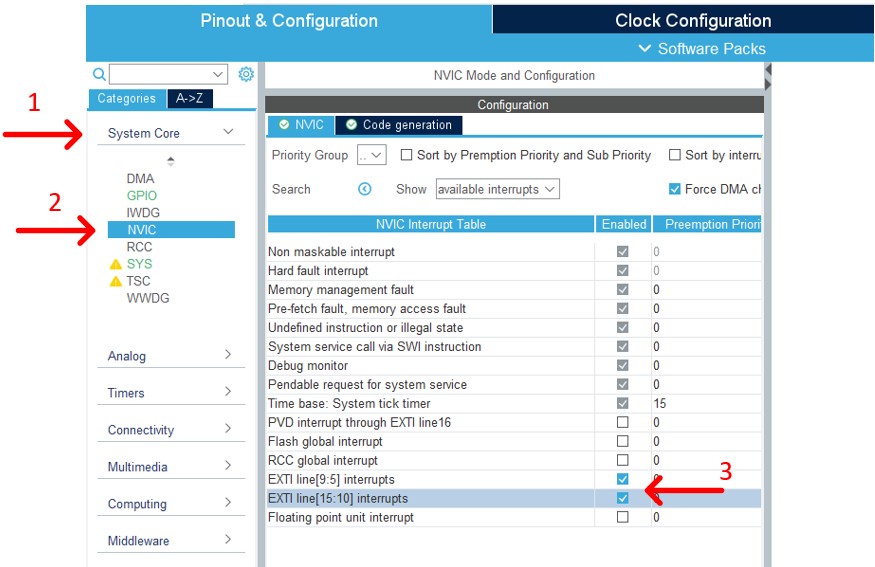 Pinout & Configuration
Clock Configuration
Software Packs
NVIC Mode and Configuration
Categories
A->Z
Configuration
1
System Core
NVIC
Code generation
Priority Group
..
Sort by Premption Priority and Sub Priority
Sort by interru
2
DMA
GPIO
IWDG
NVIC
RCC
SYS
TSC
WWDG
Search
Show
available interrupts
Force DMA ch
NVIC Interrupt Table
Enabled
Preemption Priorit
Non maskable interrupt 0
Hard fault interrupt 0
Memory management fault 0
Pre-fetch fault, memory access fault 0
Undefined instruction or illegal state 0
System service call via SWI instruction 0
Debug monitor 0
Pendable request for system service 0
Time base: System tick timer 15
PVD interrupt through EXTI line16 0
Flash global interrupt 0
RCC global interrupt 0
EXTI line[9:5] interrupts 0
EXTI line[15:10] interrupts
3
Floating point unit interrupt 0
Analog
Timers
Connectivity
Multimedia
Computing
Middleware